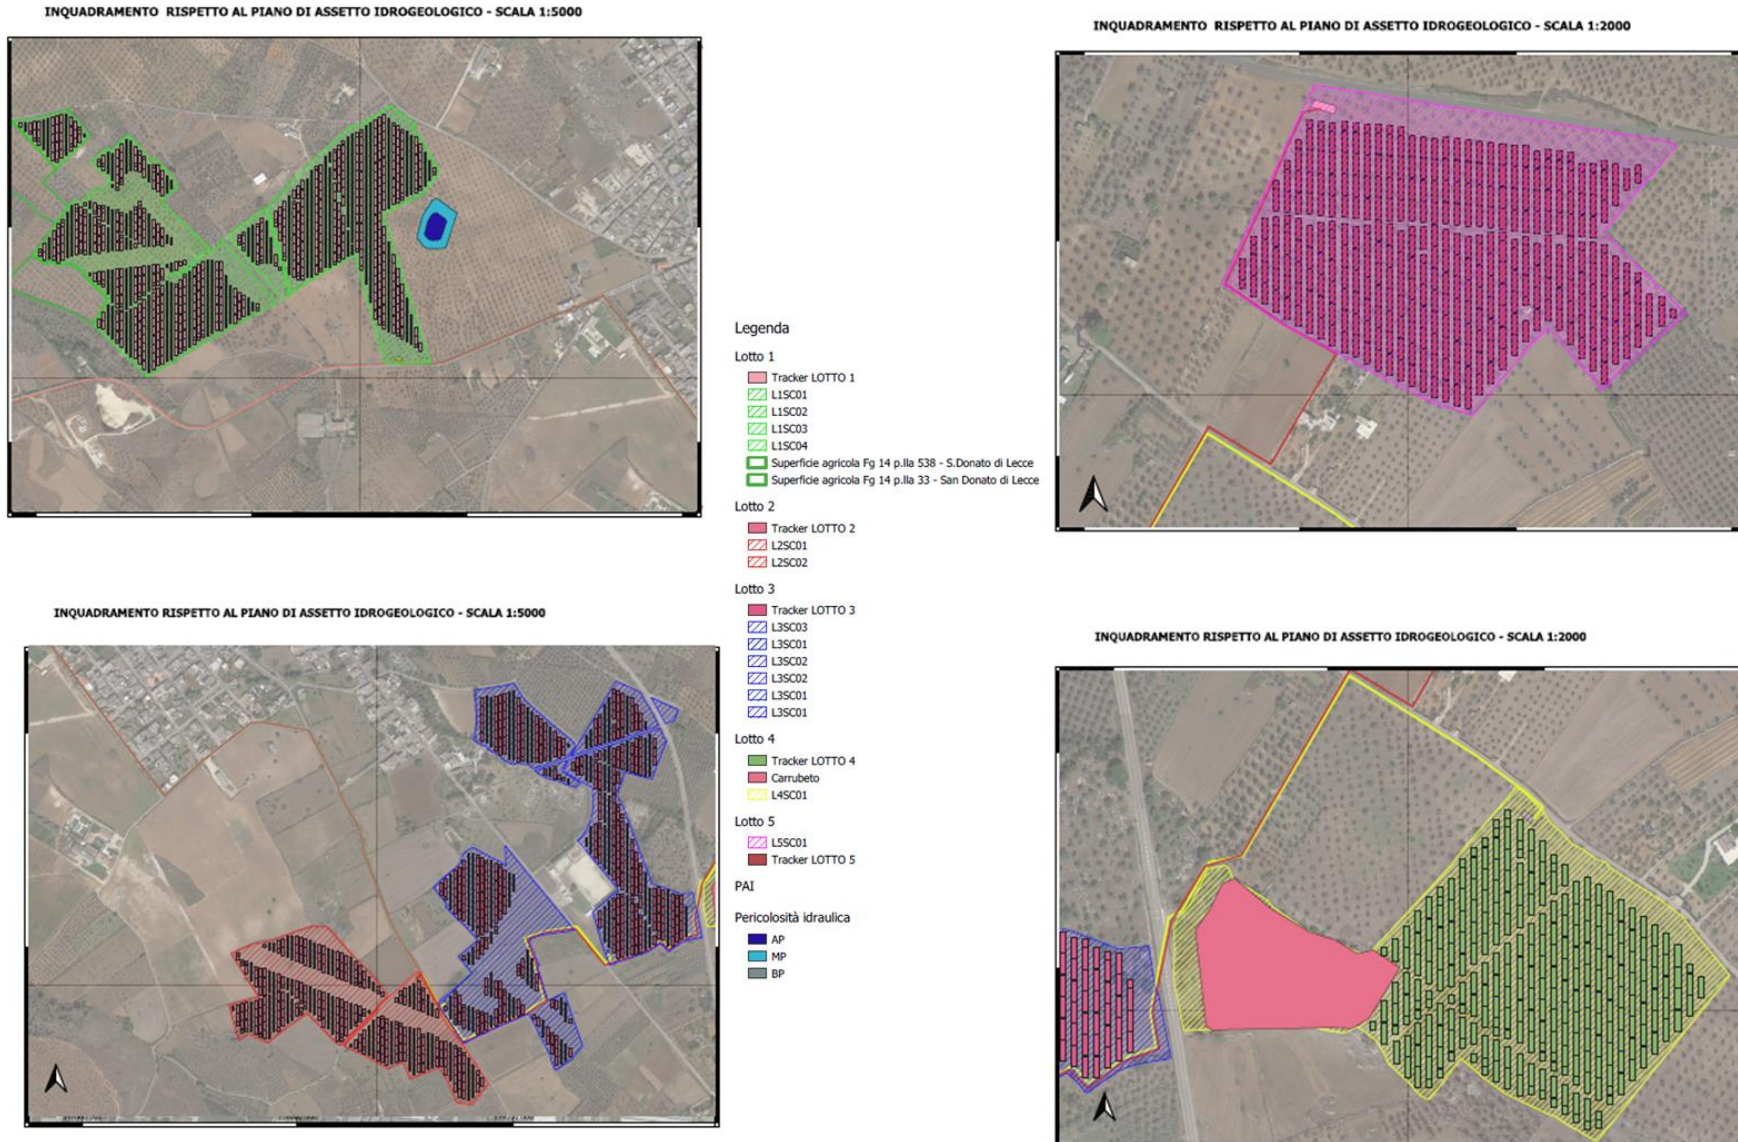 INQUADRAMENTO RISPETTO AL PIANO DI ASSETTO IDROGEOLOGICO - SCALA 1:5000
INQUADRAMENTO RISPETTO AL PIANO DI ASSETTO IDROGEOLOGICO - SCALA 1:2000
Legenda
Lotto 1
Tracker LOTTO 1
L1SC01
L1SC02
L1SC03
L1SC04
Superficie agricola Fg 14 p.lla 538 - S.Donato di Lecce
Superficie agricola Fg 14 p.lla 33 - San Donato di Lecce
Lotto 2
Tracker LOTTO 2
L2SC01
L2SC02
Lotto 3
Tracker LOTTO 3
L3SC03
L3SC01
L3SC02
L3SC02
L3SC01
L3SC01
Lotto 4
Tracker LOTTO 4
Carrubeto
L4SC01
Lotto 5
L5SC01
Tracker LOTTO 5
PAI
Pericolosità idraulica
AP
MP
BP
INQUADRAMENTO RISPETTO AL PIANO DI ASSETTO IDROGEOLOGICO - SCALA 1:5000
INQUADRAMENTO RISPETTO AL PIANO DI ASSETTO IDROGEOLOGICO - SCALA 1:2000